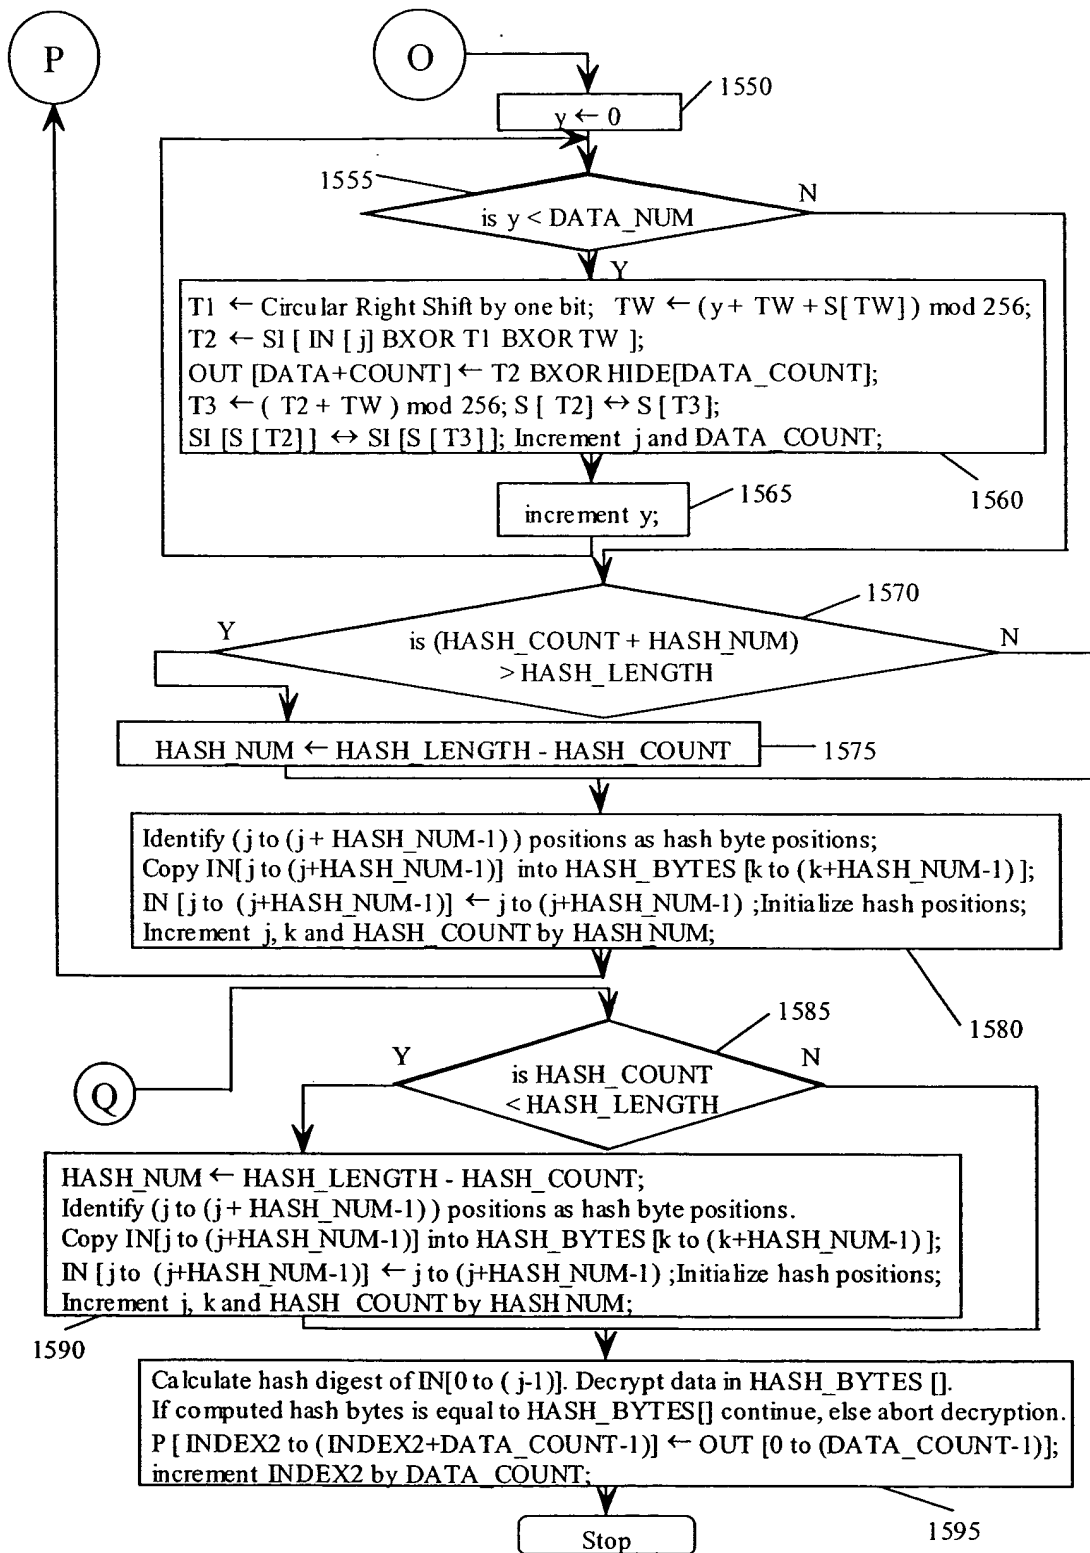 P
O
1550
y ← 0
1555
N
is y < DATA_NUM
Y
T1 ← Circular Right Shift by one bit; TW ← (y + TW + S[TW]) mod 256;
T2 ← SI [ IN [ j] BXOR T1 BXOR TW ];
OUT [DATA+COUNT] ← T2 BXOR HIDE[DATA_COUNT];
T3 ← ( T2 + TW ) mod 256; S [ T2] ↔ S [T3];
SI [S [T2]] ↔ SI [S [T3]]; Increment j and DATA_COUNT;
1560
1565
increment y;
1570
Y
N
is (HASH_COUNT + HASH_NUM)
> HASH_LENGTH
HASH_NUM ← HASH_LENGTH - HASH_COUNT
1575
Identify (j to (j + HASH_NUM-1)) positions as hash byte positions;
Copy IN[j to (j+HASH_NUM-1)] into HASH_BYTES [k to (k+HASH_NUM-1)];
IN [j to (j+HASH_NUM-1)] ← j to (j+HASH_NUM-1) ;Initialize hash positions;
Increment j, k and HASH_COUNT by HASH NUM;
1580
1585
Y
N
Q
is HASH_COUNT
< HASH_LENGTH
HASH_NUM ← HASH_LENGTH - HASH_COUNT;
Identify (j to (j + HASH_NUM-1)) positions as hash byte positions.
Copy IN[j to (j+HASH_NUM-1)] into HASH_BYTES [k to (k+HASH_NUM-1)];
IN [j to (j+HASH_NUM-1)] ← j to (j+HASH_NUM-1) ;Initialize hash positions;
Increment j, k and HASH_COUNT by HASH NUM;
1590
Calculate hash digest of IN[0 to ( j-1)]. Decrypt data in HASH_BYTES [].
If computed hash bytes is equal to HASH_BYTES[] continue, else abort decryption.
P [ INDEX2 to (INDEX2+DATA_COUNT-1)] ← OUT [0 to (DATA_COUNT-1)];
increment INDEX2 by DATA_COUNT;
1595
Stop